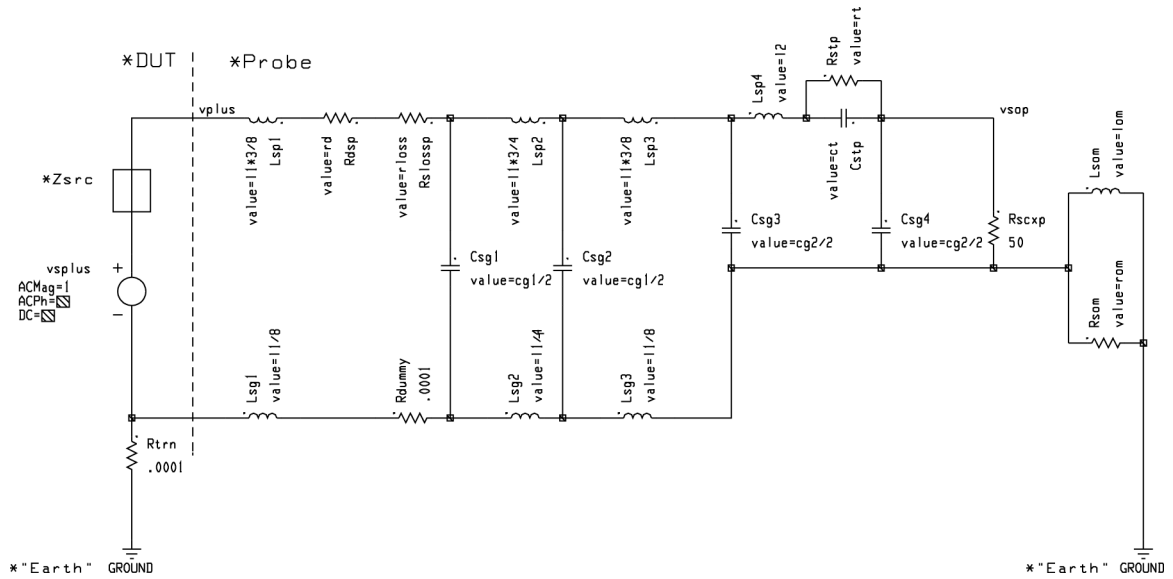 *DUT
*Probe
vplus
*Zsrc
vsplus
ACMag=1
ACPh=
DC=
+
−
Lsp1
value=l1*3/8
Rdsp
value=rd
Rslossp
value=rloss
Lsp2
value=l1*3/4
Lsp3
value=l1*3/8
Lsp4
value=l2
Rstp
value=rt
Cstp
value=ct
vsop
Csg1
value=cg1/2
Csg2
value=cg1/2
Csg3
value=cg2/2
Csg4
value=cg2/2
Rscxp
50
Lsom
value=lom
Rsom
value=rom
Lsg1
value=l1/8
Rdummy
.0001
Lsg2
value=l1/4
Lsg3
value=l1/8
Rtrn
.0001
*"Earth" GROUND
*"Earth" GROUND